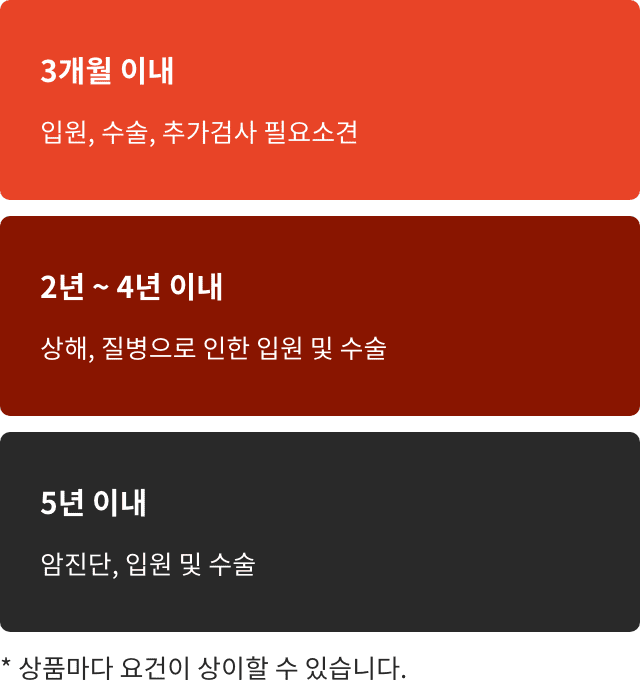 3개월 이내
입원, 수술, 추가검사 필요소견
2년 ~ 4년 이내
상해, 질병으로 인한 입원 및 수술
5년 이내
암진단, 입원 및 수술
* 상품마다 요건이 상이할 수 있습니다.